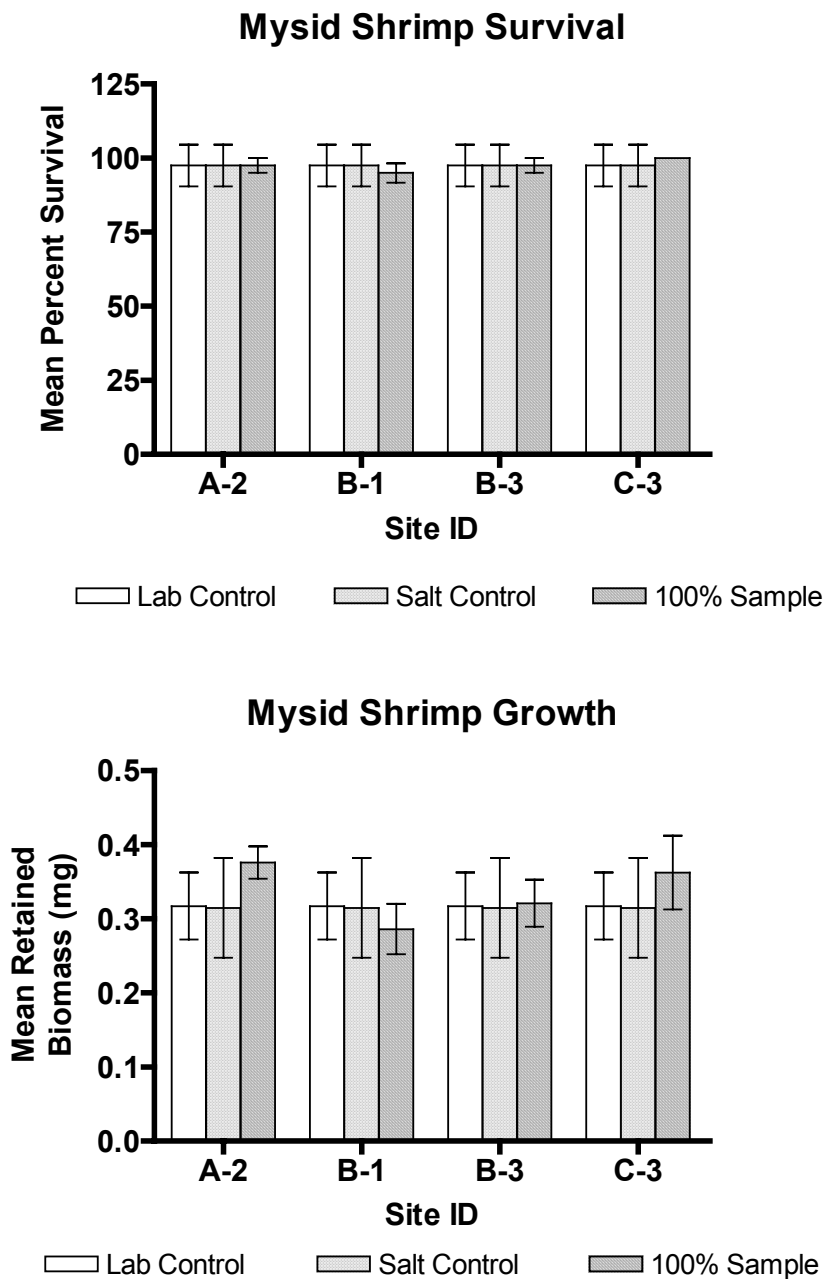 Mysid Shrimp Survival
125
100
75
50
25
0
Mean Percent Survival
A-2 B-1 B-3 C-3
Site ID
Lab Control Salt Control 100% Sample
Mysid Shrimp Growth
0.5
0.4
0.3
0.2
0.1
0.0
Mean Retained
Biomass (mg)
A-2 B-1 B-3 C-3
Site ID
Lab Control Salt Control 100% Sample